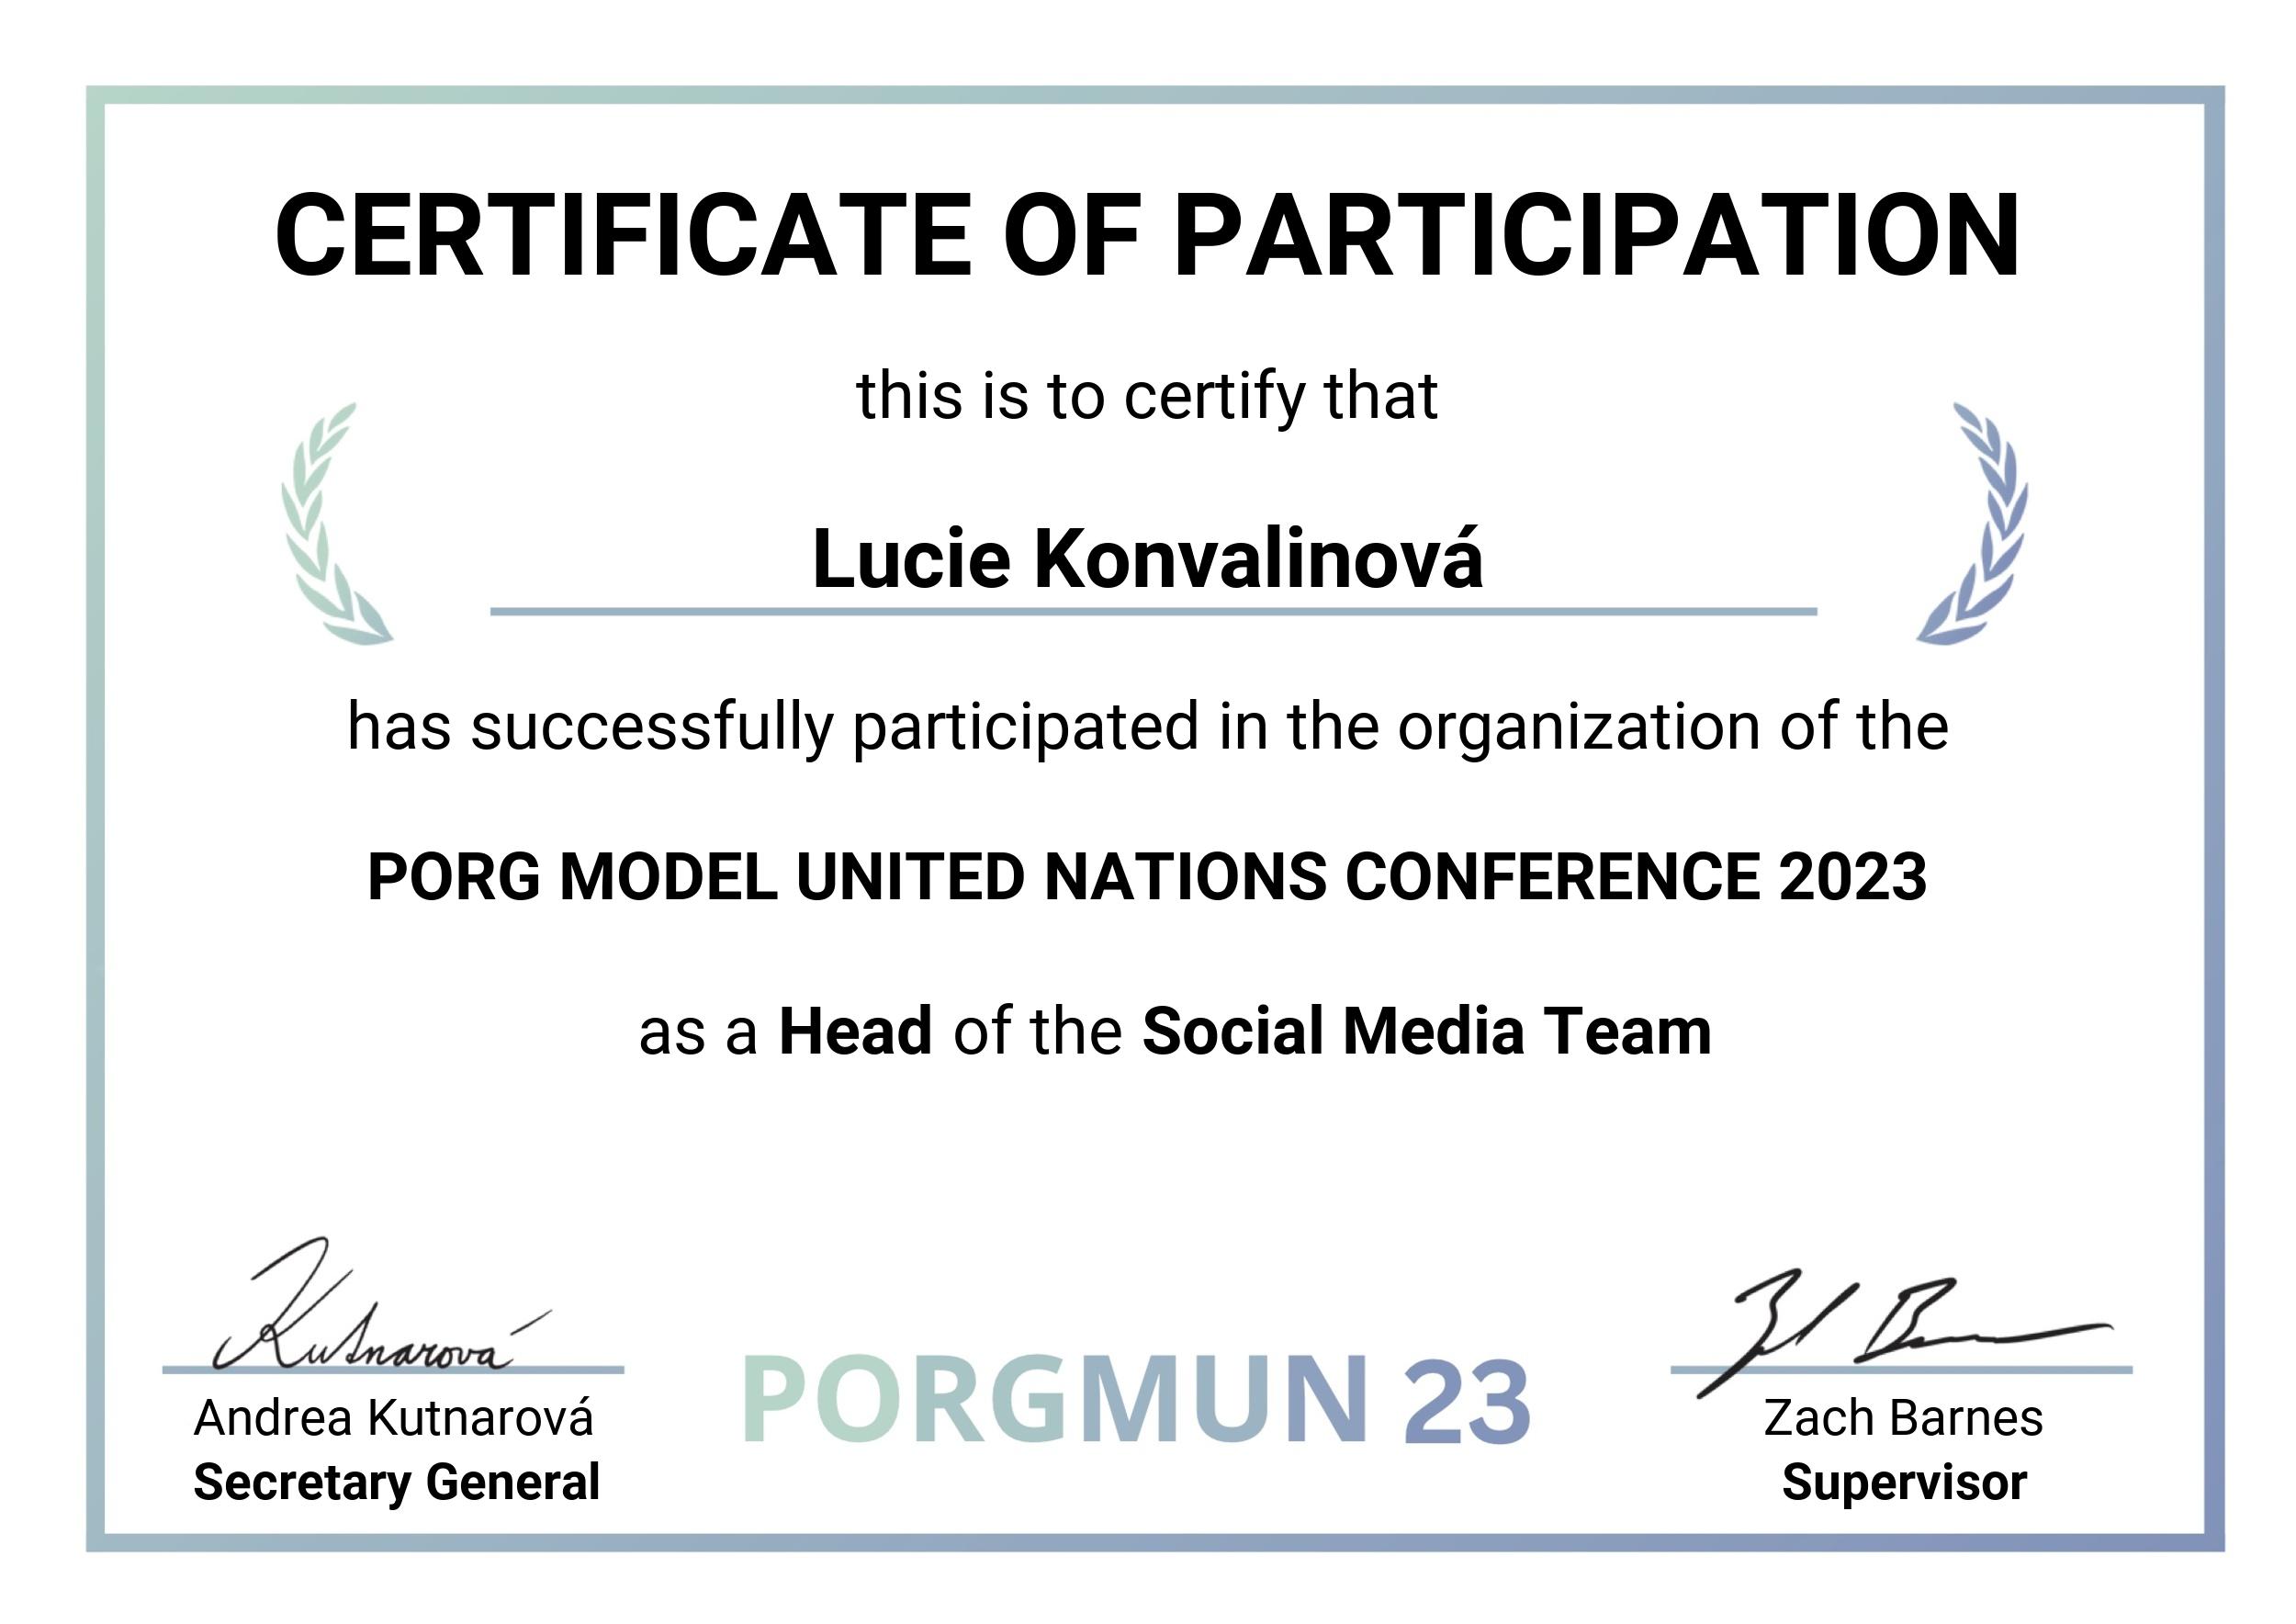 CERTIFICATE OF PARTICIPATION
this is to certify that
Lucie Konvalinová
has successfully participated in the organization of the
PORG MODEL UNITED NATIONS CONFERENCE 2023
as a Head of the Social Media Team
Kutnarová
Andrea Kutnarová
Secretary General
PORGMUN 23
Zach Barnes
Supervisor